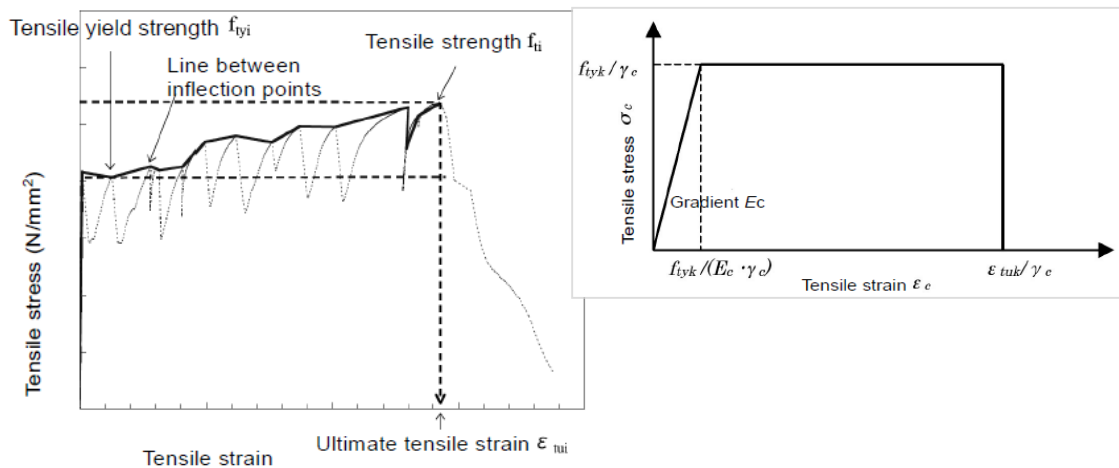 Tensile yield strength f_tyi
Line between
inflection points
Tensile strength f_ti
Tensile stress (N/mm²)
Ultimate tensile strain ε_tui
Tensile strain
Tensile stress σ_c
f_tyk/γ_c
Gradient Ec
f_tyk/(E_c·γ_c)
ε_tuk/γ_c
Tensile strain ε_c